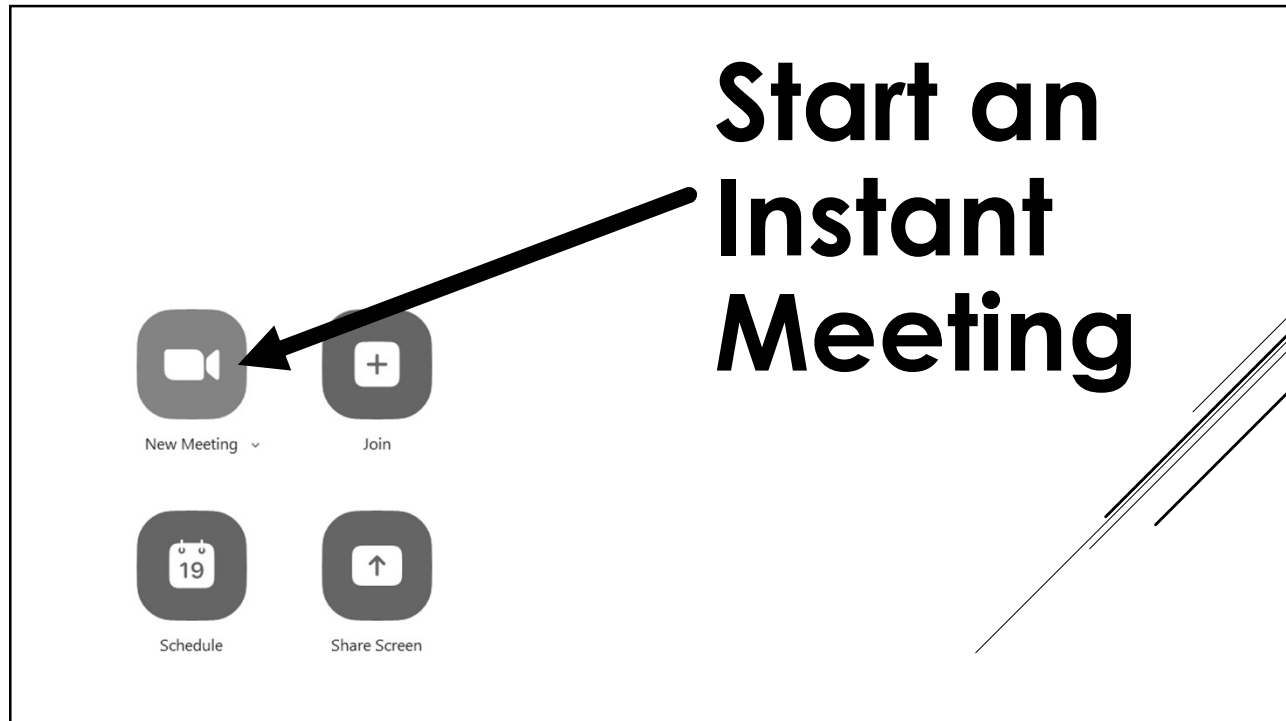 Start an
Instant
Meeting
New Meeting
Join
19
Schedule
Share Screen